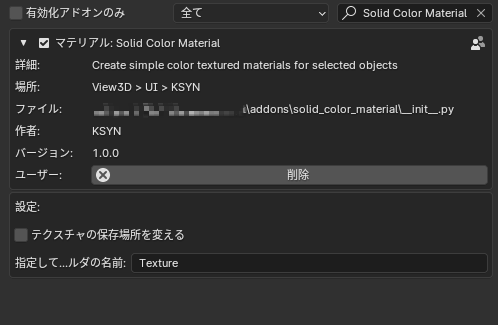 有効化アドオンのみ 全て Solid Color Material
マテリアル: Solid Color Material
詳細: Create simple color textured materials for selected objects
場所: View3D > UI > KSYN
ファイル: \addons\solid_color_material\__init__.py
作者: KSYN
バージョン: 1.0.0
ユーザー: 削除
設定:
テクスチャの保存場所を変える
指定して...ルダの名前: Texture